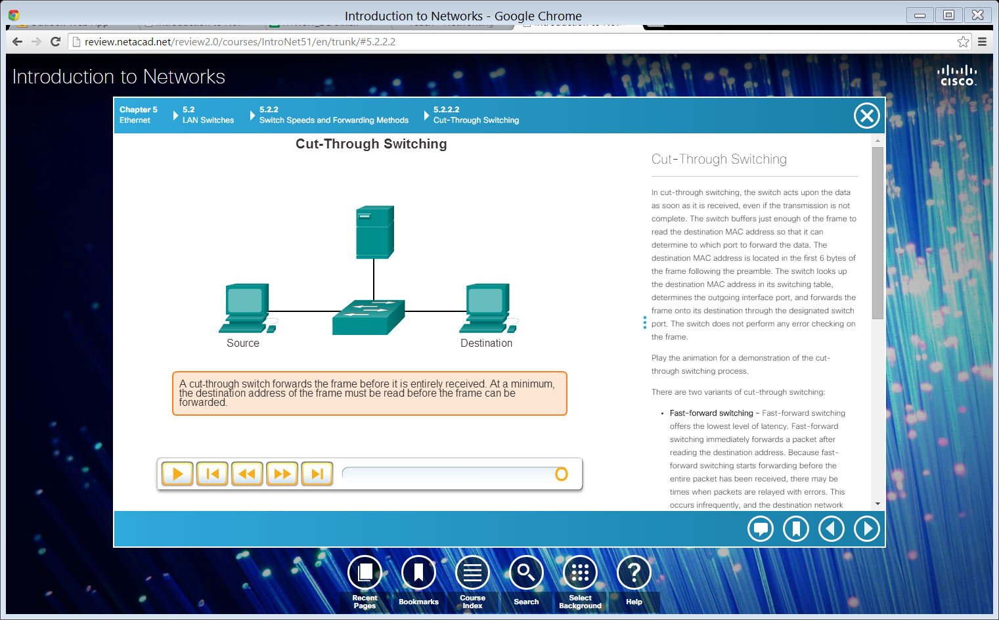 Introduction to Networks - Google Chrome
review.netacad.net/review2.0/courses/IntroNet51/en/trunk/#5.2.2.2
Introduction to Networks
CISCO
Chapter 5
Ethernet
5.2
LAN Switches
5.2.2
Switch Speeds and Forwarding Methods
5.2.2.2
Cut-Through Switching
Cut-Through Switching
Source
Destination
A cut-through switch forwards the frame before it is entirely received. At a minimum,
the destination address of the frame must be read before the frame can be
forwarded.
Cut-Through Switching
In cut-through switching, the switch acts upon the data
as soon as it is received, even if the transmission is not
complete. The switch buffers just enough of the frame to
read the destination MAC address so that it can
determine to which port to forward the data. The
destination MAC address is located in the first 6 bytes of
the frame following the preamble. The switch looks up
the destination MAC address in its switching table,
determines the outgoing interface port, and forwards the
frame onto its destination through the designated switch
port. The switch does not perform any error checking on
the frame.
Play the animation for a demonstration of the cut-
through switching process.
There are two variants of cut-through switching:
• Fast-forward switching - Fast-forward switching
offers the lowest level of latency. Fast-forward
switching immediately forwards a packet after
reading the destination address. Because fast-
forward switching starts forwarding before the
entire packet has been received, there may be
times when packets are relayed with errors. This
occurs infrequently, and the destination network
Recent
Pages
Bookmarks
Course
Index
Search
Select
Background
Help